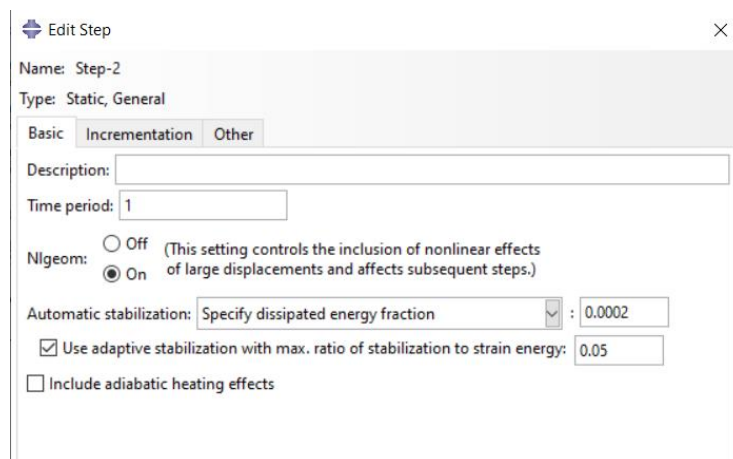 Edit Step
Name: Step-2
Type: Static, General
Basic Incrementation Other
Description:
Time period: 1
Nlgeom:
Off
On
(This setting controls the inclusion of nonlinear effects
of large displacements and affects subsequent steps.)
Automatic stabilization: Specify dissipated energy fraction : 0.0002
Use adaptive stabilization with max. ratio of stabilization to strain energy: 0.05
Include adiabatic heating effects